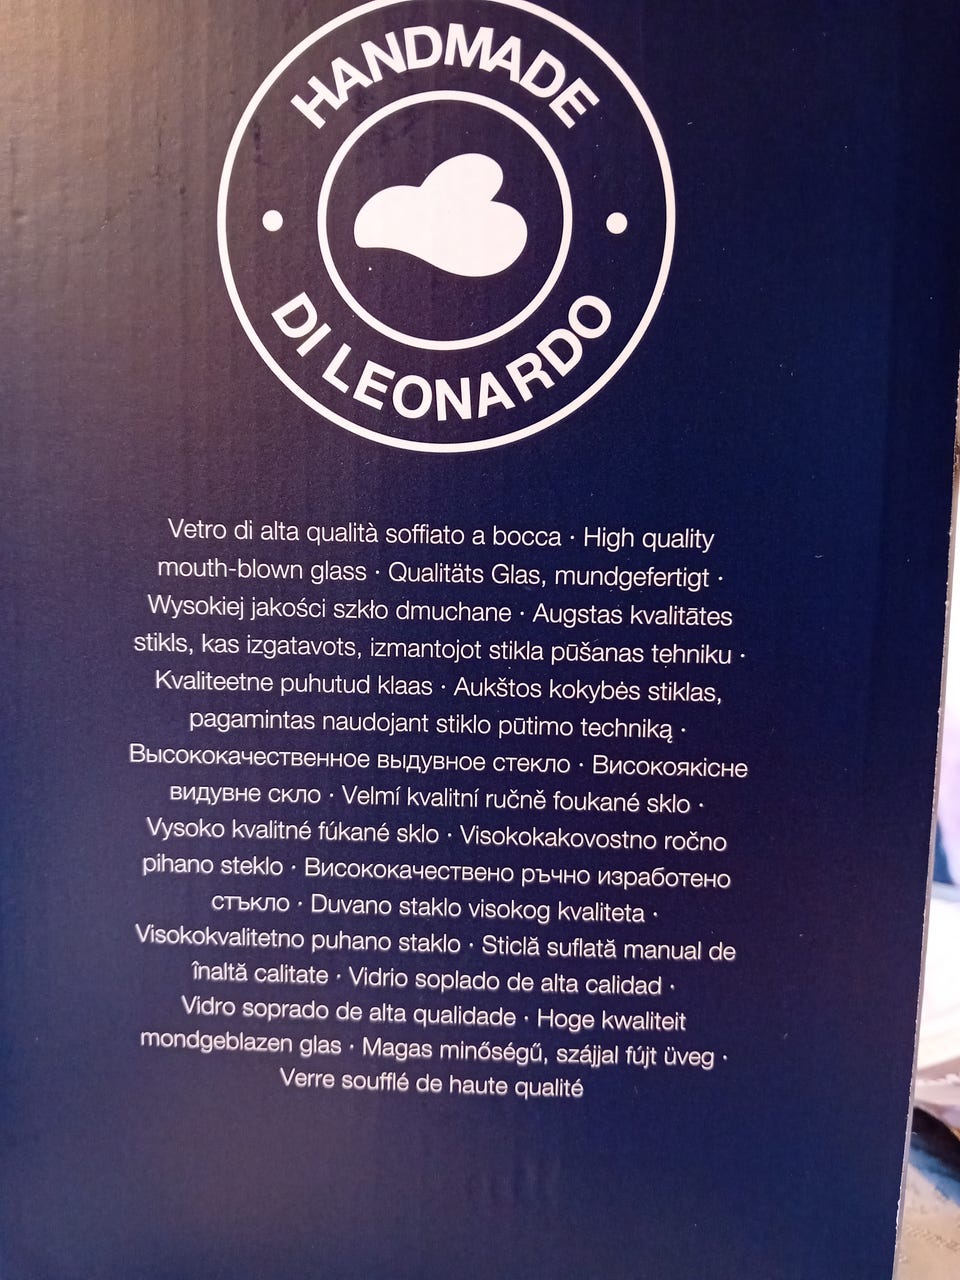 HANDMADE
DI LEONARDO
Vetro di alta qualità soffiato a bocca · High quality
mouth-blown glass · Qualitäts Glas, mundgefertigt ·
Wysokiej jakości szkło dmuchane · Augstas kvalitātes
stikls, kas izgatavots, izmantojot stikla pūšanas tehniku ·
Kvaliteetne puhutud klaas · Aukštos kokybės stiklas,
pagamintas naudojant stiklo pūtimo techniką ·
Высококачественное выдувное стекло · Високоякісне
видувне скло · Velmí kvalitní ručně foukané sklo ·
Vysoko kvalitné fúkané sklo · Visokokakovostno ročno
pihano steklo · Висококачествено ръчно изработено
стъкло · Duvano staklo visokog kvaliteta ·
Visokokvalitetno puhano staklo · Sticlă suflată manual de
înaltă calitate · Vidrio soplado de alta calidad ·
Vidro soprado de alta qualidade · Hoge kwaliteit
mondgeblazen glas · Magas minőségű, szájjal fújt üveg ·
Verre soufflé de haute qualité